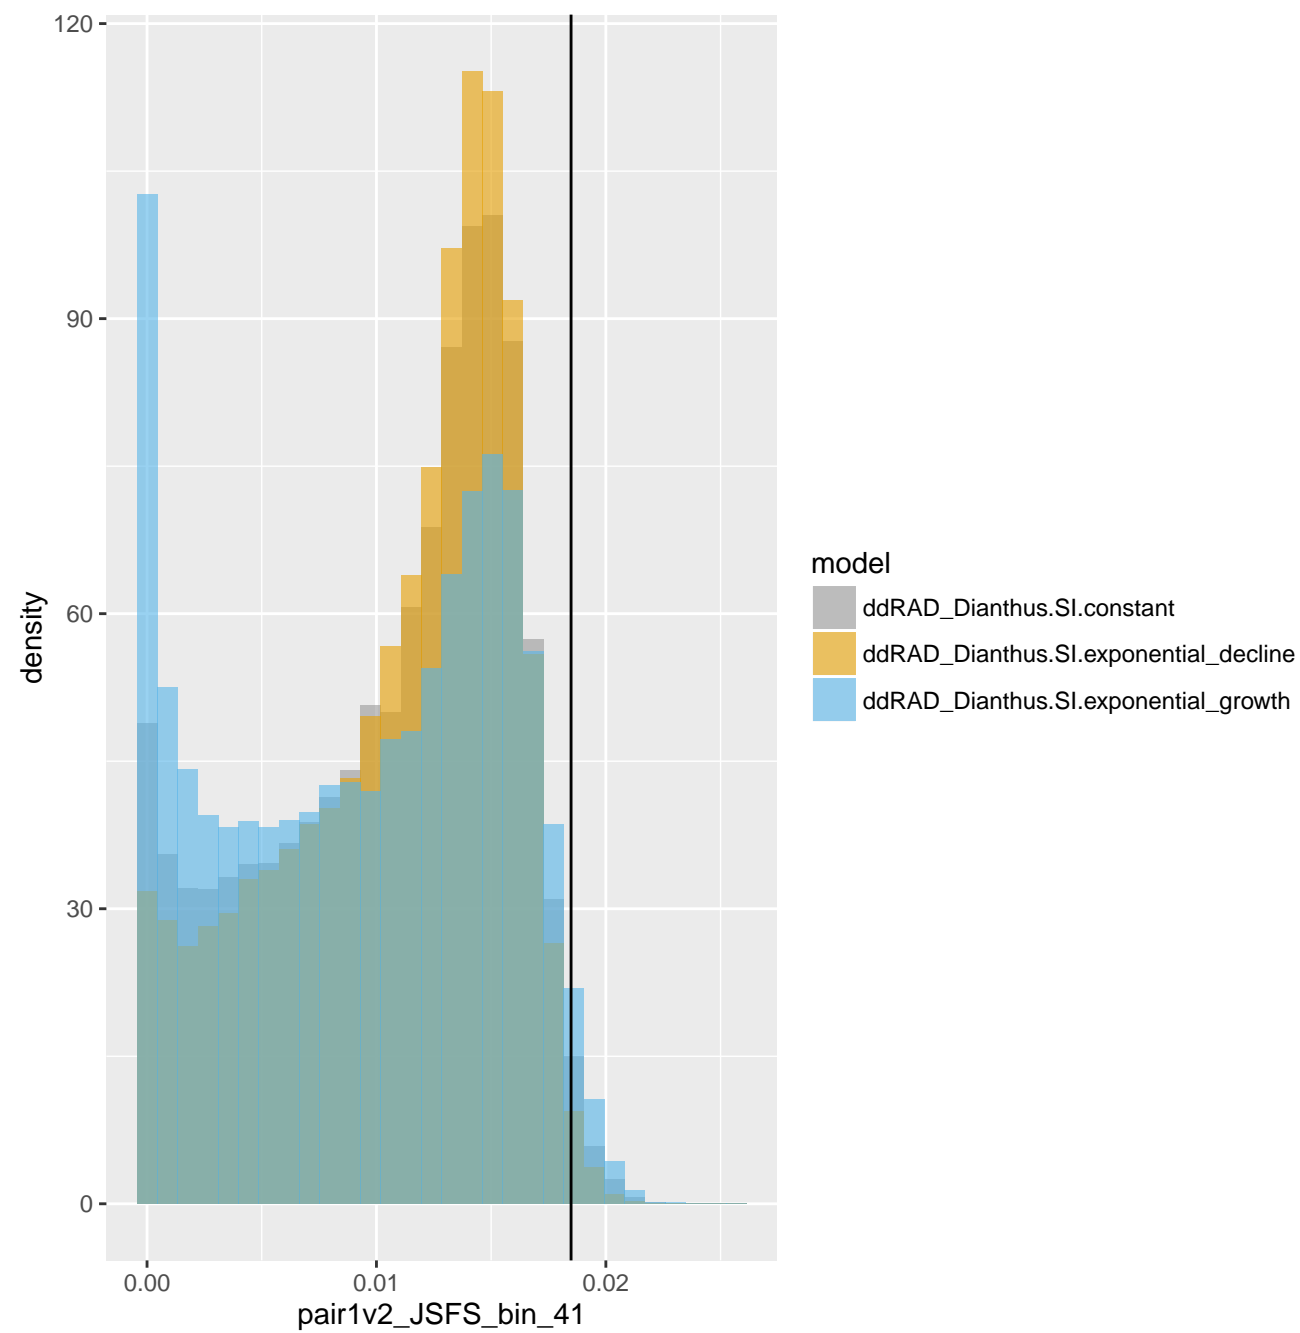 120
90
60
30
0
density
0.00
0.01
0.02
pair1v2_JSFS_bin_41
model
ddRAD_Dianthus.SI.constant
ddRAD_Dianthus.SI.exponential_decline
ddRAD_Dianthus.SI.exponential_growth